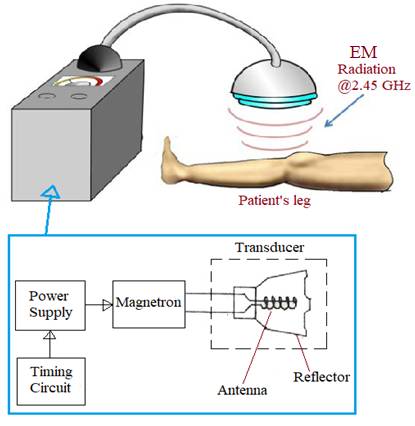 EM
Radiation
@2.45 GHz
Patient's leg
Transducer
Power
Supply
Magnetron
Timing
Circuit
Antenna
Reflector